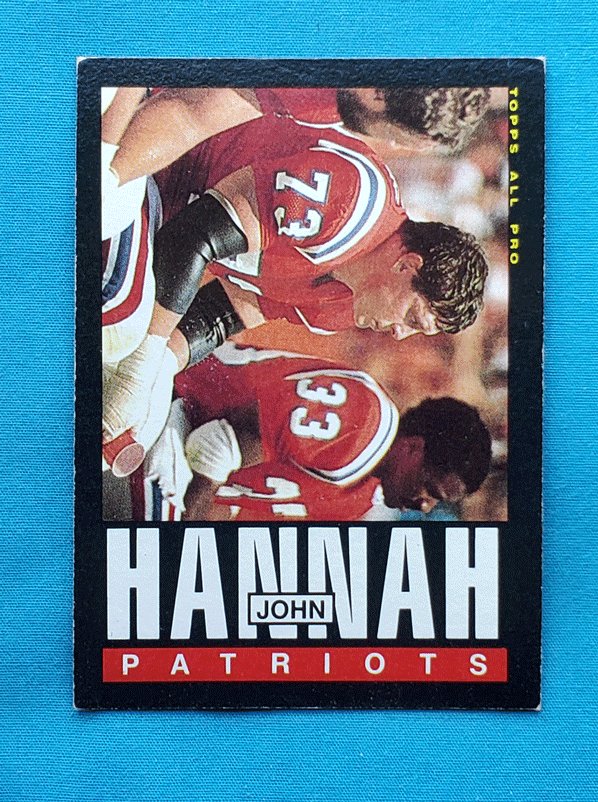 TOPPS ALL PRO
73
33
HANNAH
JOHN
PATRIOTS